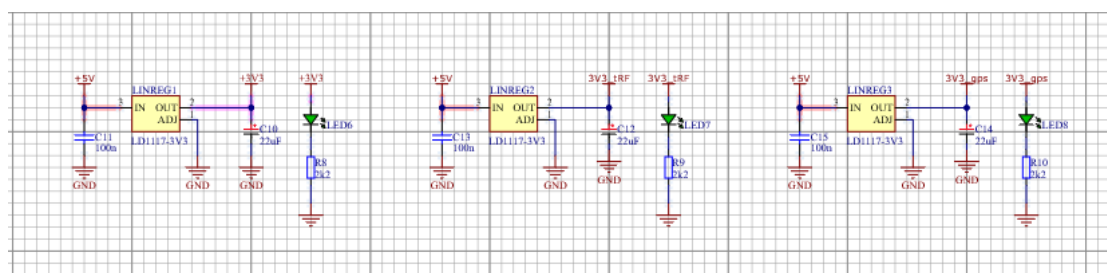 +5V
+3V3
+3V3
LINREG1
3
IN
OUT
2
ADJ
1
LD1117-3V3
C11
100n
C10
22uF
LED6
R8
2k2
GND
GND
GND
+5V
3V3_tRF
3V3_tRF
LINREG2
3
IN
OUT
2
ADJ
1
LD1117-3V3
C13
100n
C12
22uF
LED7
R9
2k2
GND
GND
GND
+5V
3V3_gps
3V3_gps
LINREG3
3
IN
OUT
2
ADJ
1
LD1117-3V3
C15
100n
C14
22uF
LED8
R10
2k2
GND
GND
GND